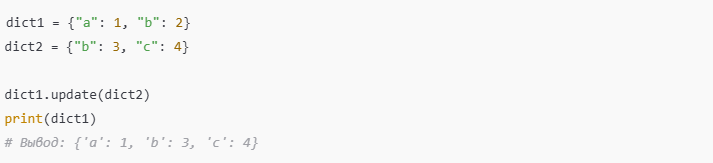 dict1 = {"a": 1, "b": 2}
dict2 = {"b": 3, "c": 4}
dict1.update(dict2)
print(dict1)
# Вывод: {'a': 1, 'b': 3, 'c': 4}